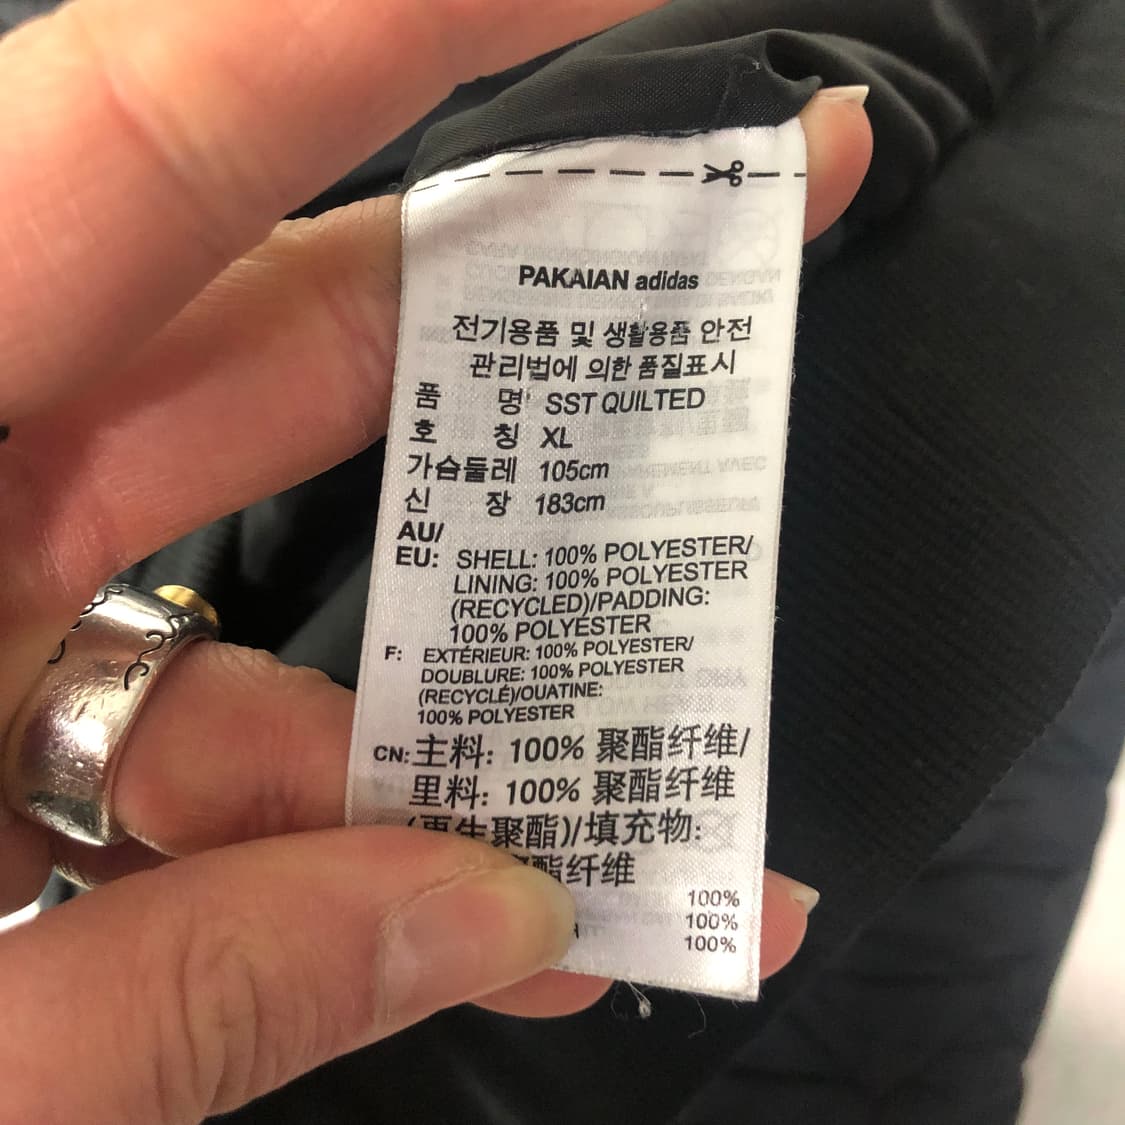 PAKAIAN adidas
전기용품 및 생활용품 안전
관리법에 의한 품질표시
품 명 SST QUILTED
호 칭 XL
가슴둘레 105cm
신 장 183cm
AU/
EU: SHELL: 100% POLYESTER/
LINING: 100% POLYESTER
(RECYCLED)/PADDING:
100% POLYESTER
F: EXTÉRIEUR: 100% POLYESTER/
DOUBLURE: 100% POLYESTER
(RECYCLÉ)/OUATINE:
100% POLYESTER
CN: 主料: 100% 聚酯纤维/
里料: 100% 聚酯纤维
(再生聚酯)/填充物:
聚酯纤维
100%
100%
100%